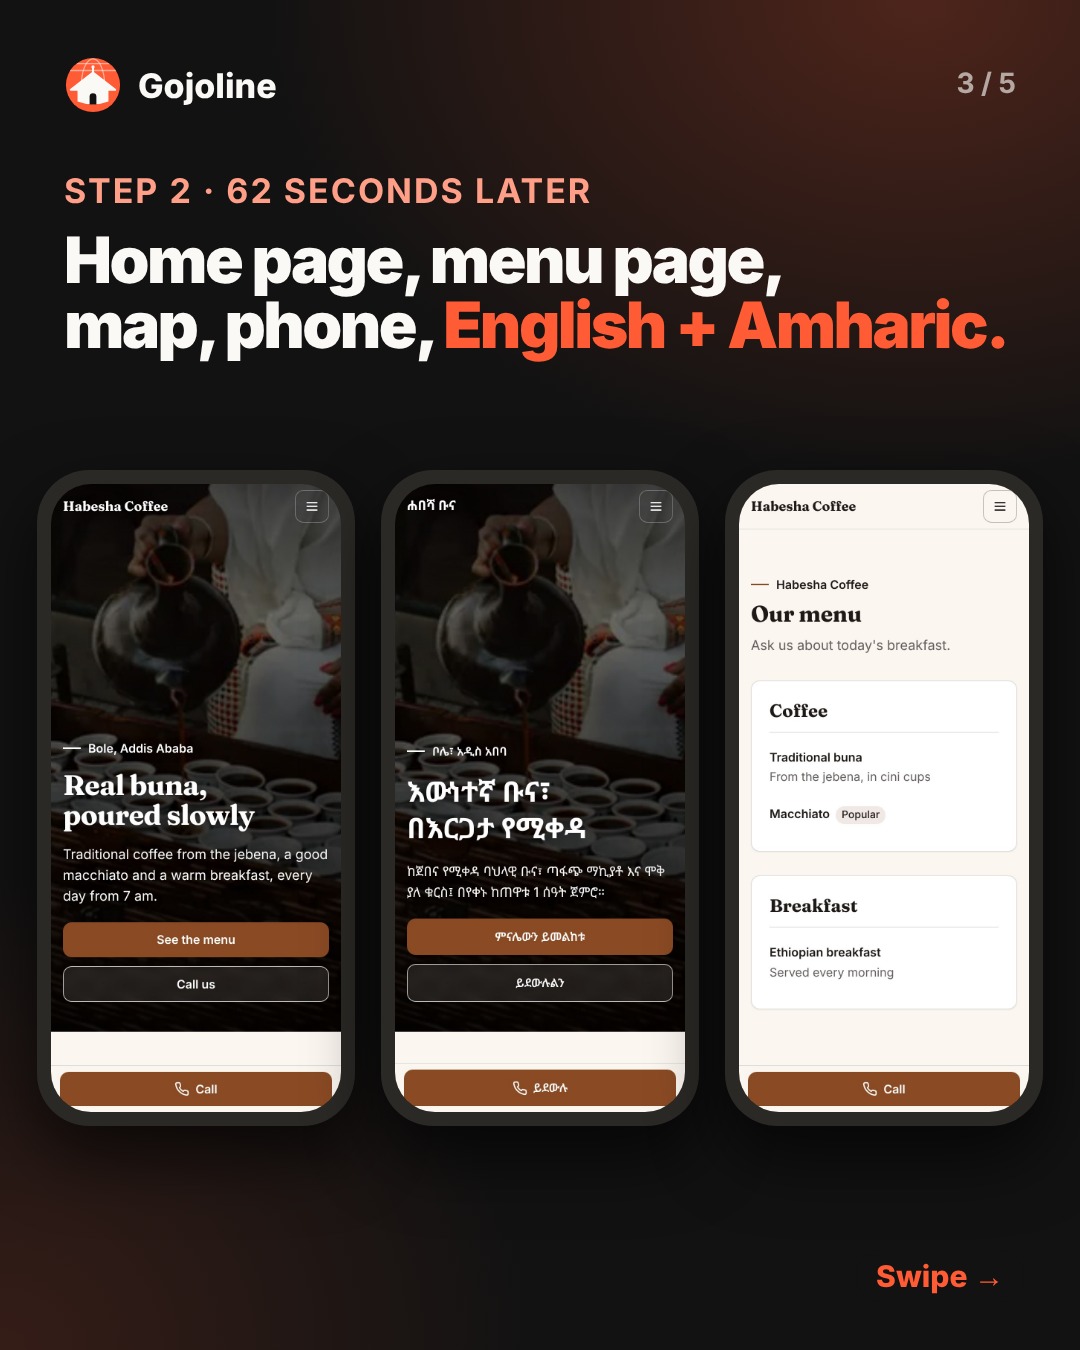 Gojoline
3 / 5
STEP 2 · 62 SECONDS LATER
Home page, menu page,
map, phone, English + Amharic.
Habesha Coffee
Bole, Addis Ababa
Real buna,
poured slowly
Traditional coffee from the jebena, a good
macchiato and a warm breakfast, every
day from 7 am.
See the menu
Call us
Call
ሐበሻ ቡና
ቦሌ፣ አዲስ አበባ
እውነተኛ ቡና፣
በእርጋታ የሚቀዳ
ከጀበና የሚቀዳ ባህላዊ ቡና፣ ጣፋጭ ማኪያቶ እና ሞቅ
ያለ ቁርስ፤ በየቀኑ ከጠዋቱ 1 ሰዓት ጀምሮ።
ምናሌውን ይመልከቱ
ይደውሉልን
ይደውሉ
Habesha Coffee
Habesha Coffee
Our menu
Ask us about today's breakfast.
Coffee
Traditional buna
From the jebena, in cini cups
Macchiato Popular
Breakfast
Ethiopian breakfast
Served every morning
Call
Swipe →